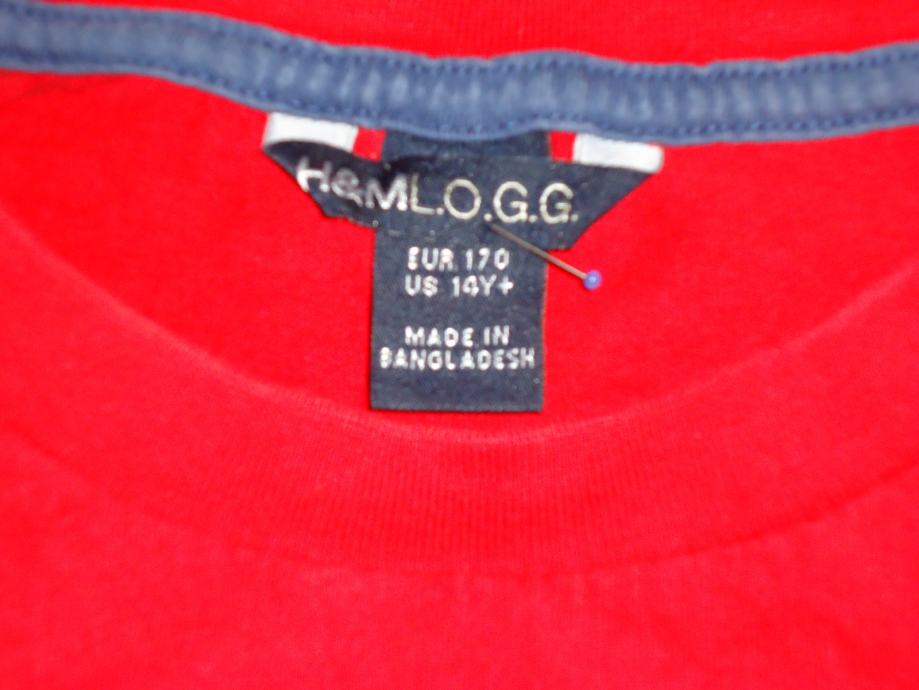 H&M L.O.G.G.
EUR 170
US 14Y+
MADE IN
BANGLADESH